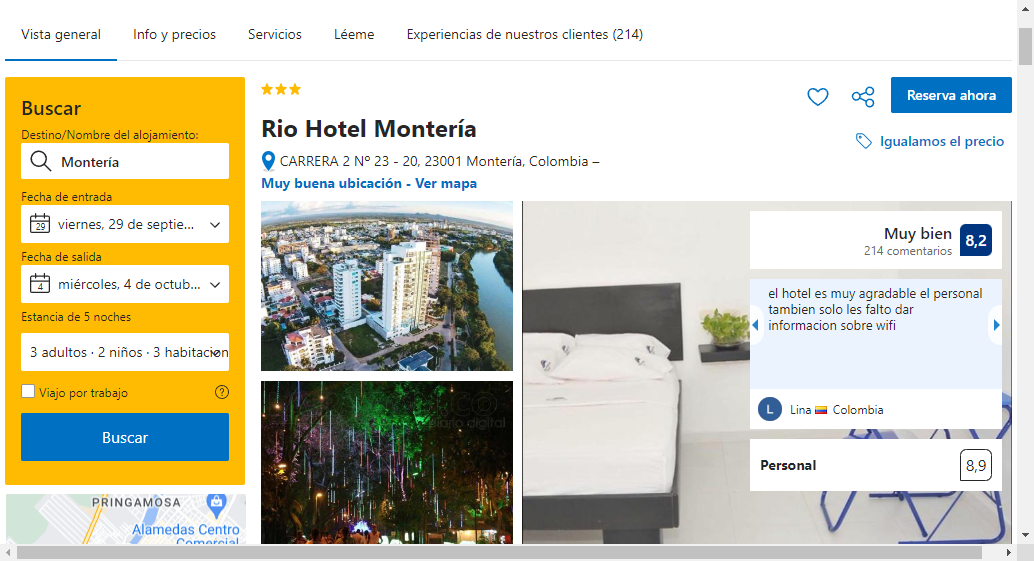 Vista general
Info y precios
Servicios
Léeme
Experiencias de nuestros clientes (214)
Buscar
Destino/Nombre del alojamiento:
Montería
Fecha de entrada
29
viernes, 29 de septie...
Fecha de salida
4
miércoles, 4 de octub...
Estancia de 5 noches
3 adultos · 2 niños · 3 habitacion
Viajo por trabajo
Buscar
PRINGAMOSA
Alamedas Centro
Comercial
Reserva ahora
Rio Hotel Montería
Igualamos el precio
CARRERA 2 Nº 23 - 20, 23001 Montería, Colombia –
Muy buena ubicación - Ver mapa
Muy bien
8,2
214 comentarios
el hotel es muy agradable el personal
tambien solo les falto dar
informacion sobre wifi
L
Lina Colombia
Personal
8,9
digital